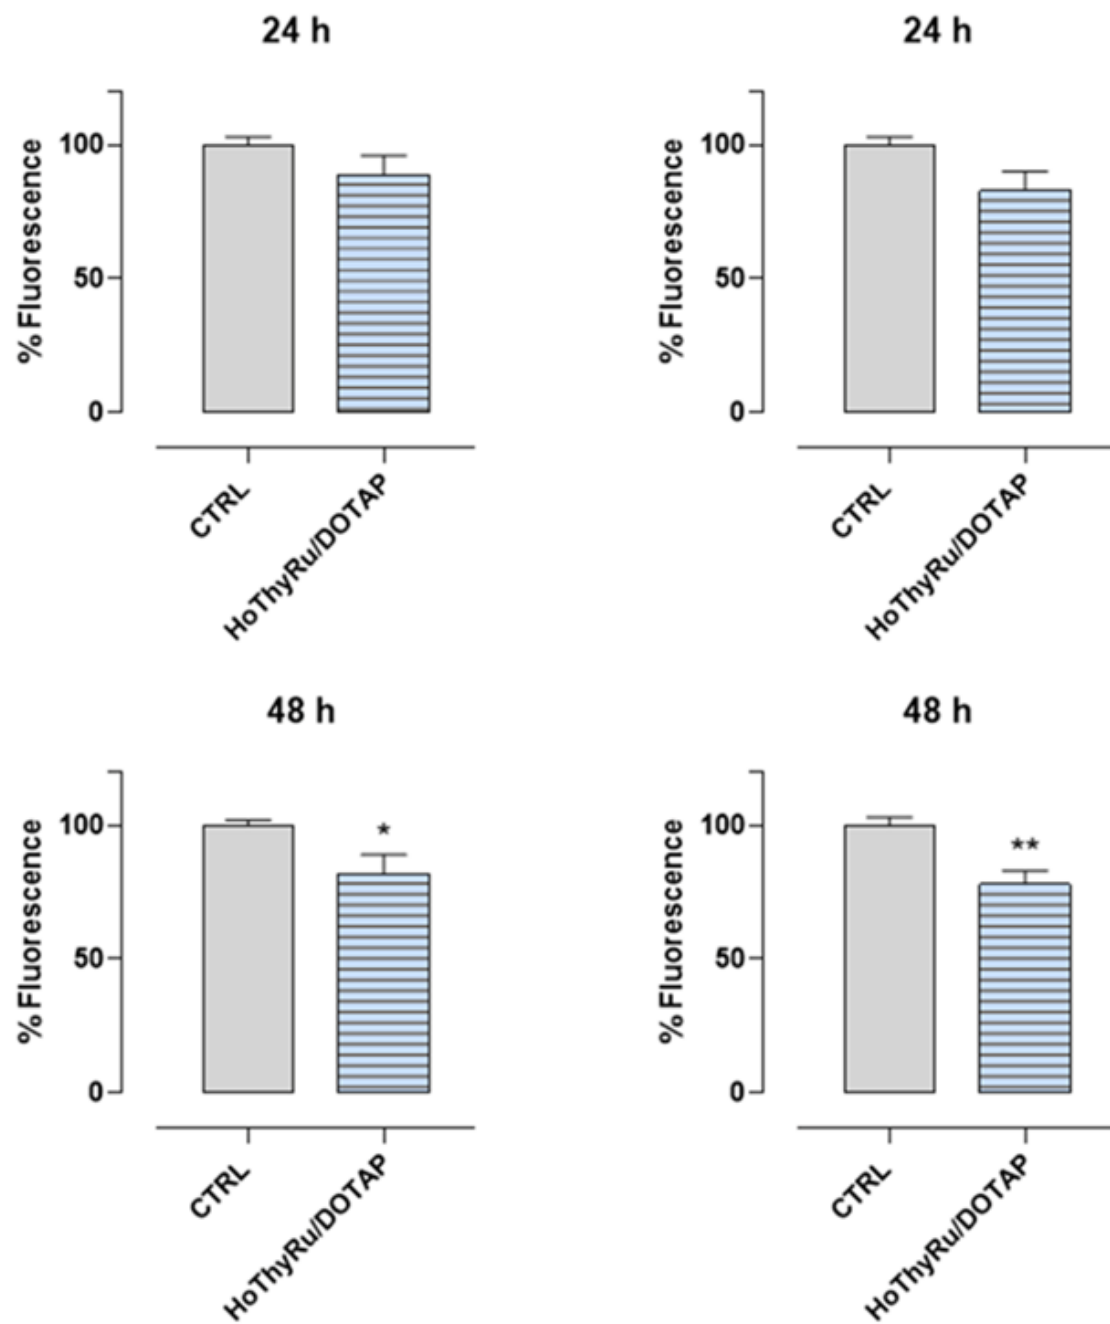 24 h
% Fluorescence
100
50
0
CTRL
HoThyRu/DOTAP
24 h
% Fluorescence
100
50
0
CTRL
HoThyRu/DOTAP
48 h
% Fluorescence
100
50
0
*
CTRL
HoThyRu/DOTAP
48 h
% Fluorescence
100
50
0
**
CTRL
HoThyRu/DOTAP